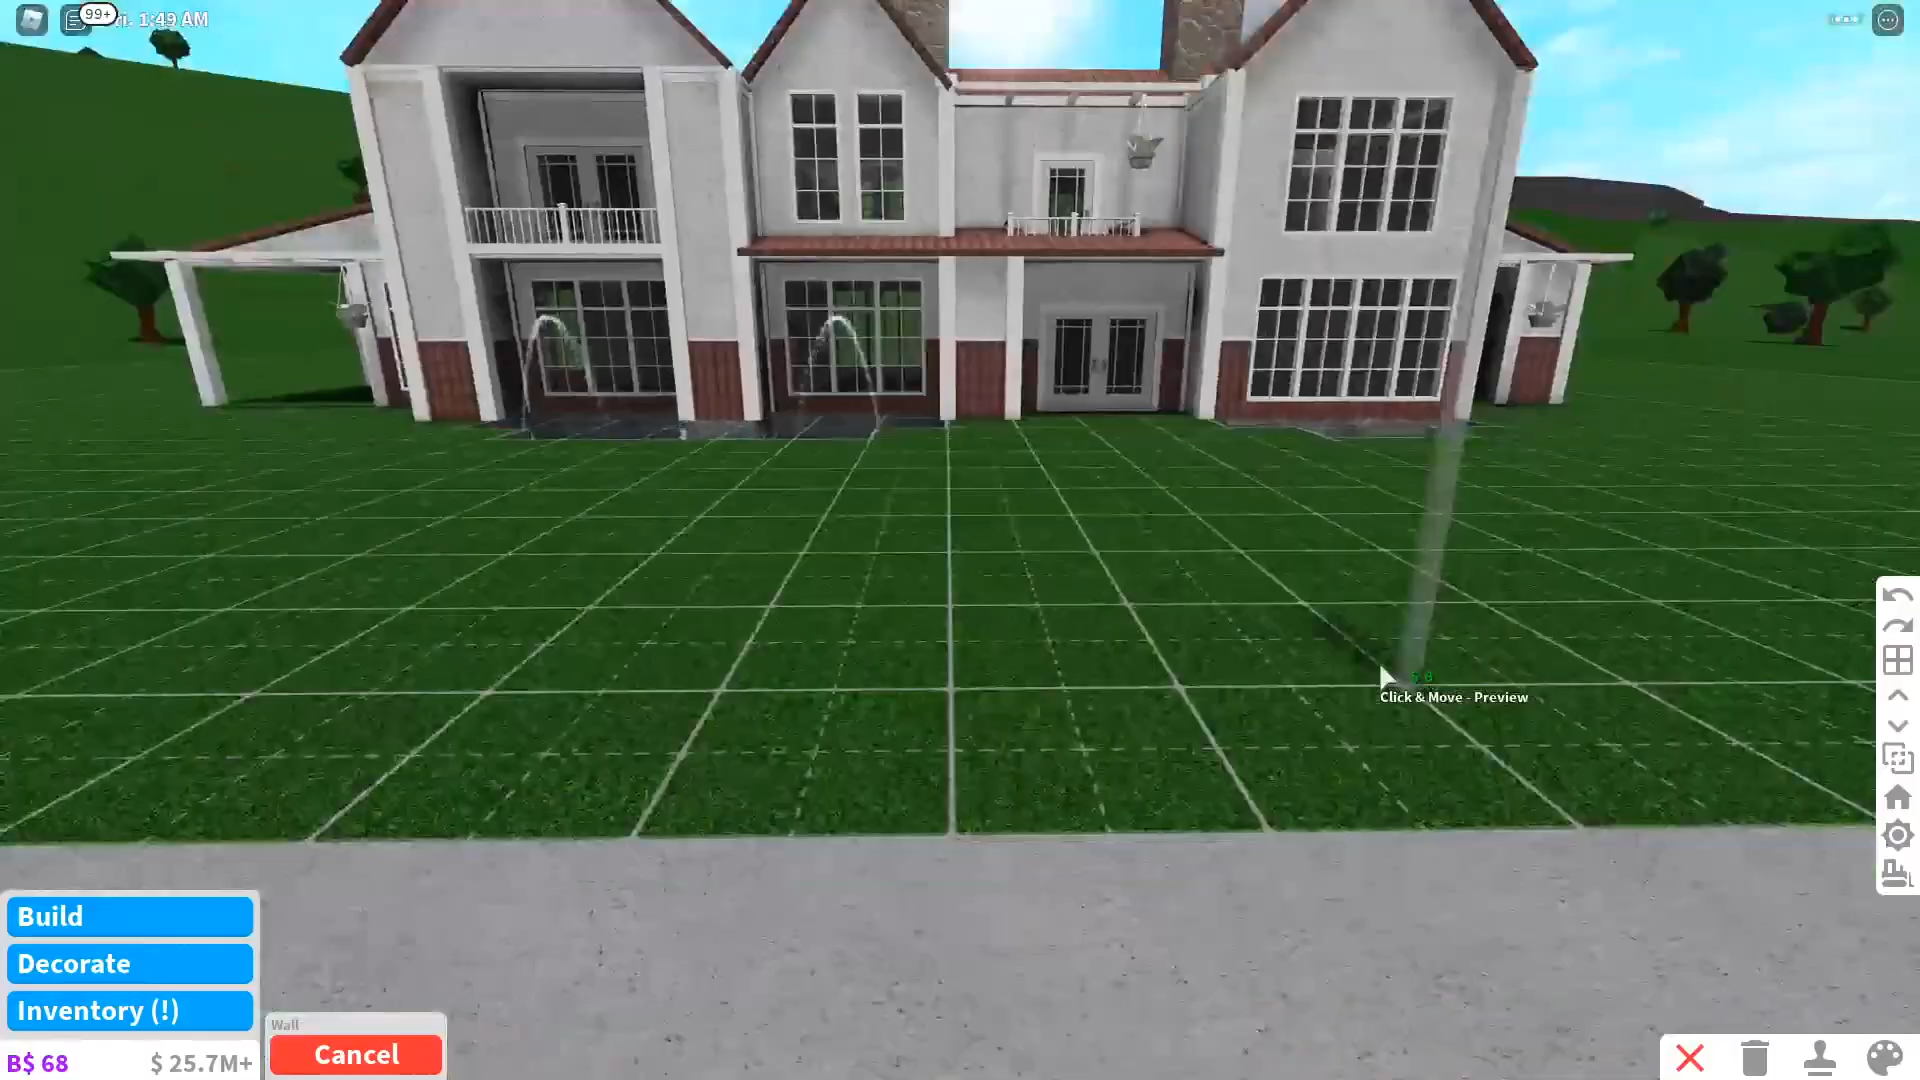 99+
1:49 AM
Click & Move - Preview
Build
Decorate
Inventory (!)
Wall
Cancel
B$ 68
$ 25.7M+